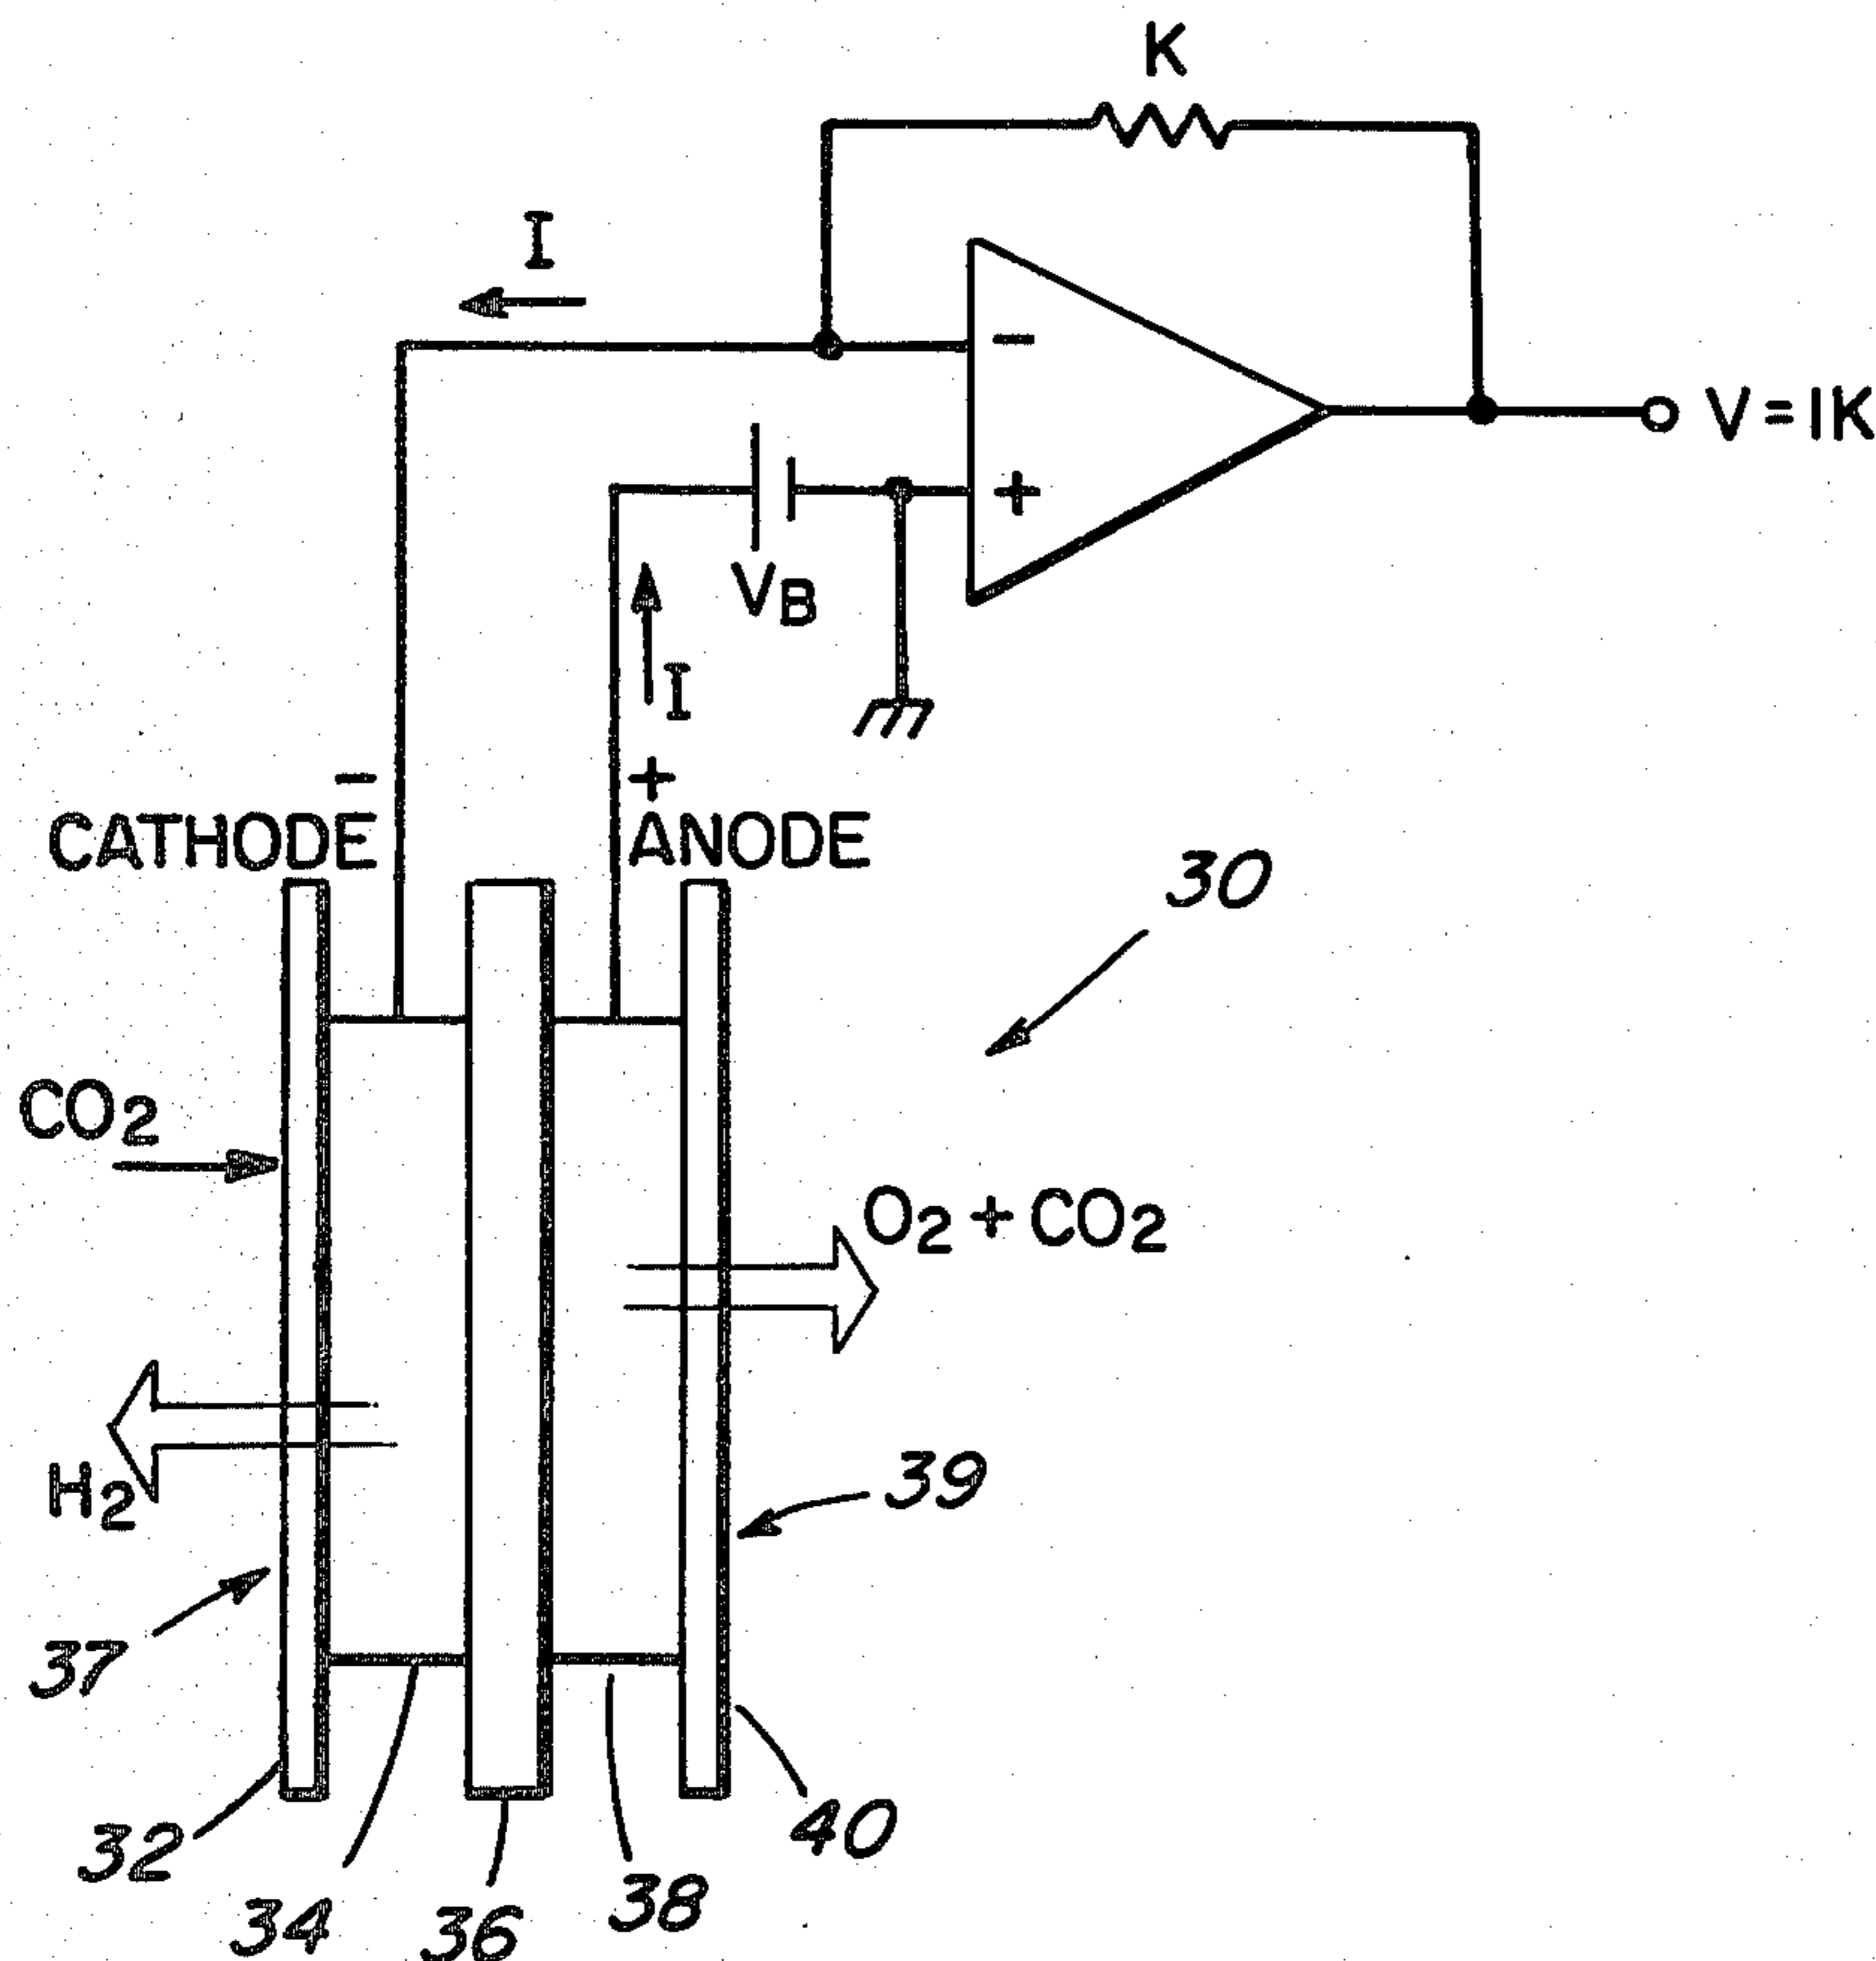 K
I
-
V=IK
+
VB
I
- +
CATHODE ANODE
30
CO2
O2+CO2
H2
39
37
32
40
34
36
38